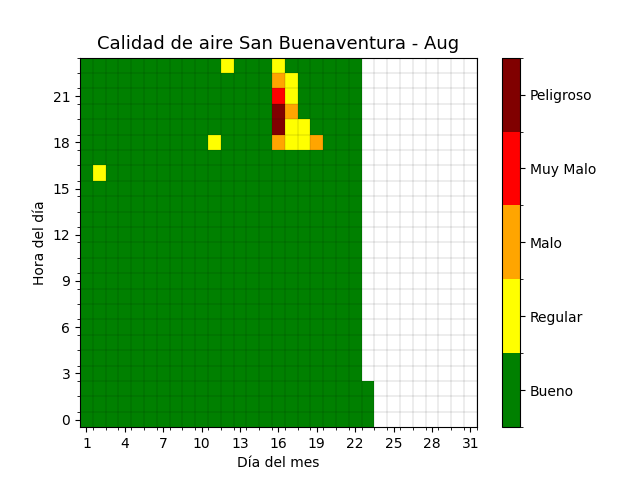 Calidad de aire San Buenaventura - Aug
Hora del día
21
18
15
12
9
6
3
0
1 4 7 10 13 16 19 22 25 28 31
Día del mes
Peligroso
Muy Malo
Malo
Regular
Bueno